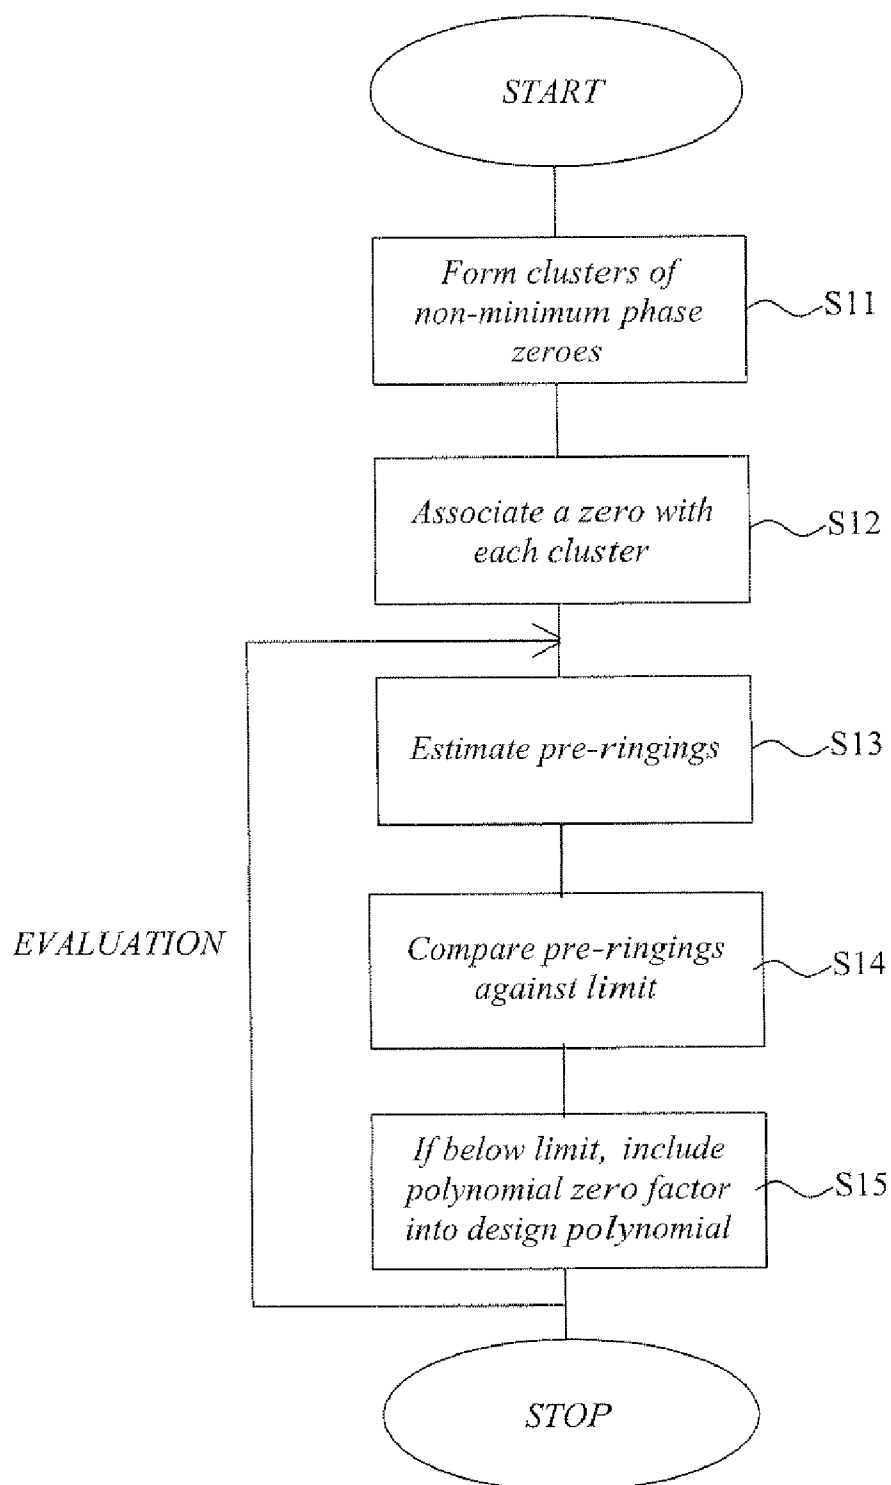 START
Form clusters of
non-minimum phase
zeroes
S11
Associate a zero with
each cluster
S12
Estimate pre-ringings
S13
EVALUATION
Compare pre-ringings
against limit
S14
If below limit, include
polynomial zero factor
into design polynomial
S15
STOP